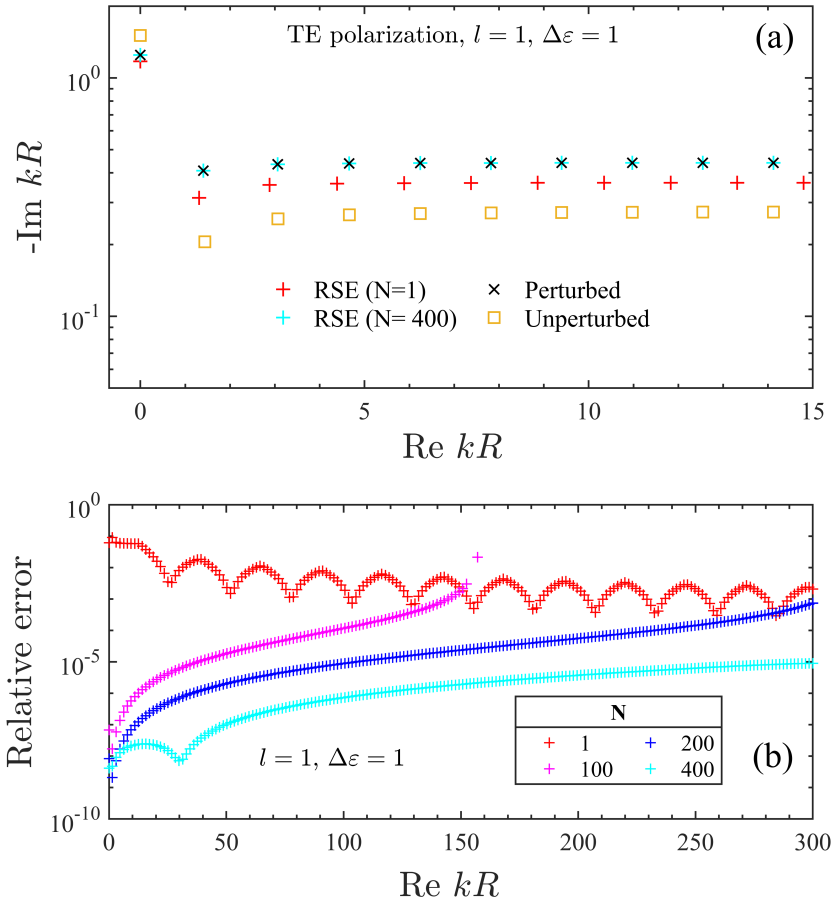 TE polarization, l = 1, Δε = 1
(a)
10^0
10^-1
-Im kR
RSE (N=1)
RSE (N= 400)
Perturbed
Unperturbed
0 5 10 15
Re kR
10^0
10^-5
10^-10
Relative error
l = 1, Δε = 1
N
1 200
100 400
(b)
0 50 100 150 200 250 300
Re kR